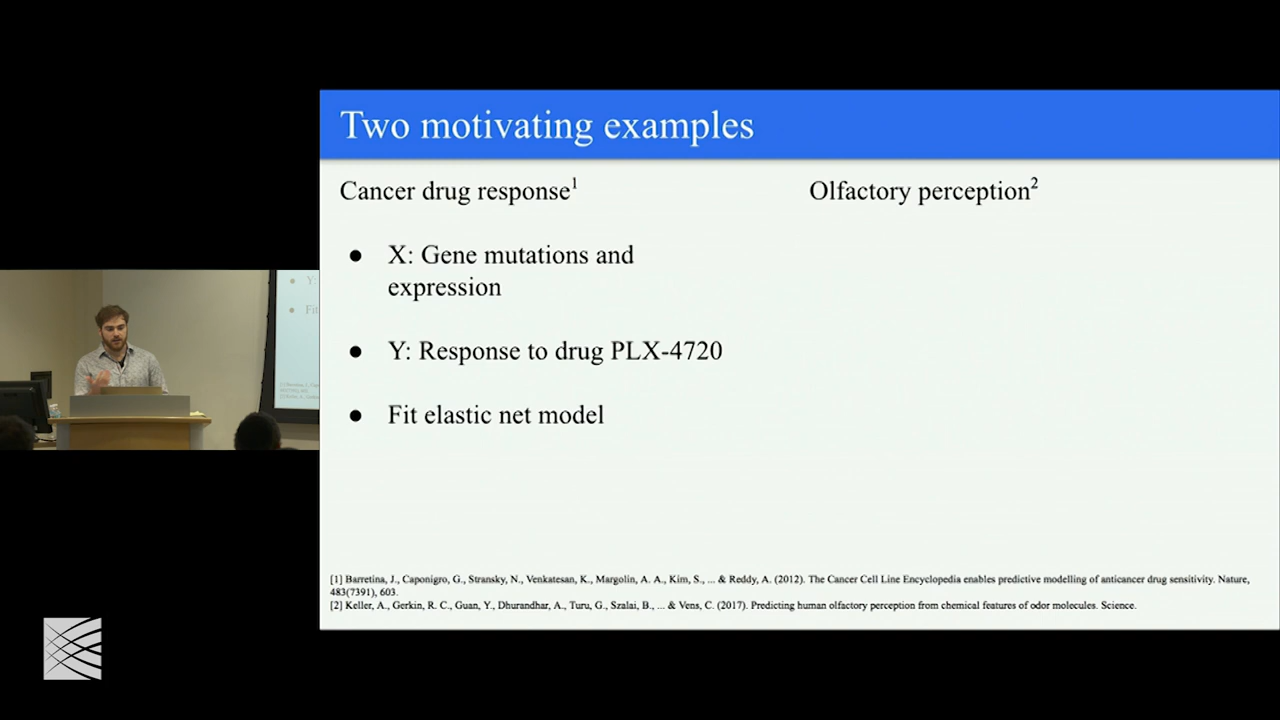 Two motivating examples
Cancer drug response1
Olfactory perception2
● X: Gene mutations and
expression
● Y: Response to drug PLX-4720
● Fit elastic net model
[1] Barretina, J., Caponigro, G., Stransky, N., Venkatesan, K., Margolin, A. A., Kim, S., ... & Reddy, A. (2012). The Cancer Cell Line Encyclopedia enables predictive modelling of anticancer drug sensitivity. Nature,
483(7391), 603.
[2] Keller, A., Gerkin, R. C., Guan, Y., Dhurandhar, A., Turu, G., Szalai, B., ... & Vens, C. (2017). Predicting human olfactory perception from chemical features of odor molecules. Science.
● Y:
● Fit